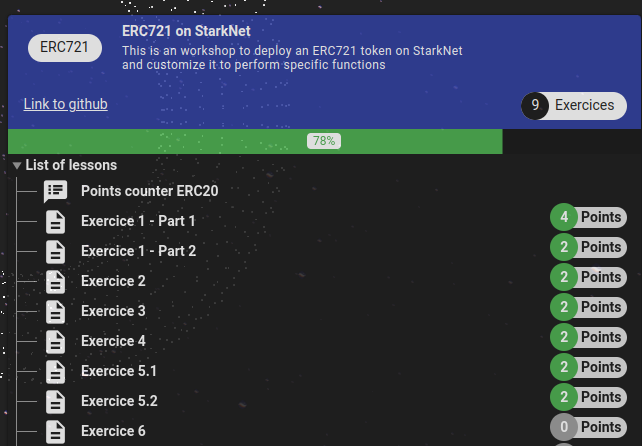 ERC721
ERC721 on StarkNet
This is an workshop to deploy an ERC721 token on StarkNet
and customize it to perform specific functions
Link to github
9 Exercices
78%
List of lessons
Points counter ERC20
Exercice 1 - Part 1
4 Points
Exercice 1 - Part 2
2 Points
Exercice 2
2 Points
Exercice 3
2 Points
Exercice 4
2 Points
Exercice 5.1
2 Points
Exercice 5.2
2 Points
Exercice 6
0 Points